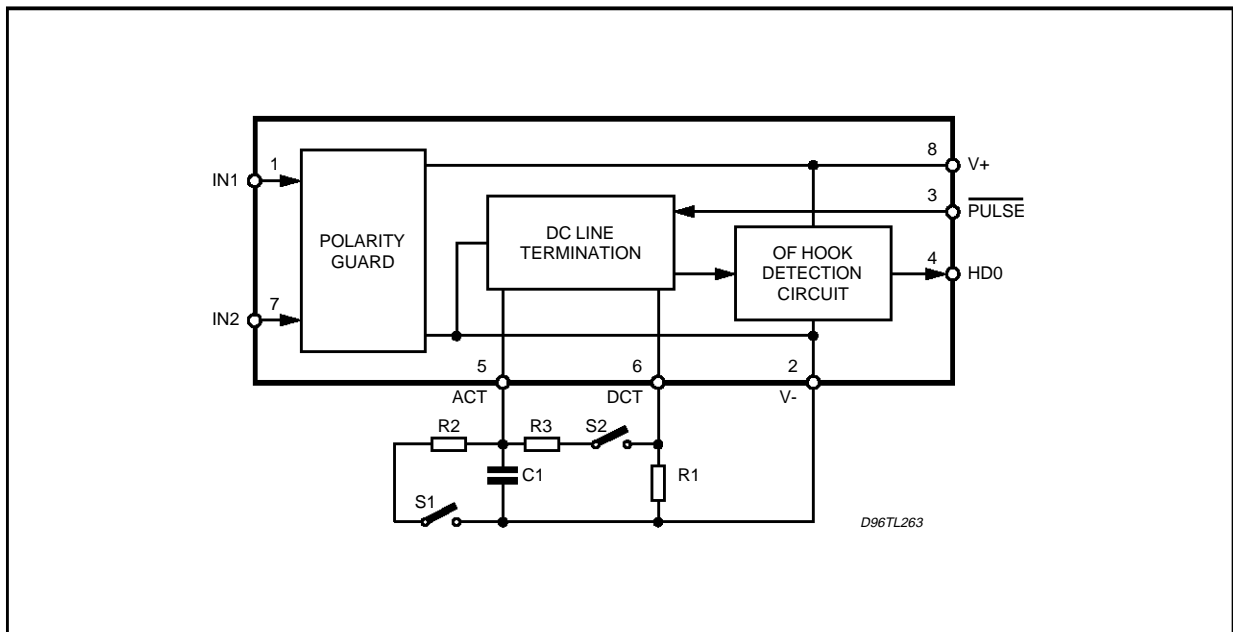 8
V+
1
IN1
3
PULSE
DC LINE
TERMINATION
POLARITY
GUARD
OF HOOK
DETECTION
CIRCUIT
4
HD0
7
IN2
5
6
2
ACT
DCT
V-
R2
R3
S2
C1
R1
S1
D96TL263